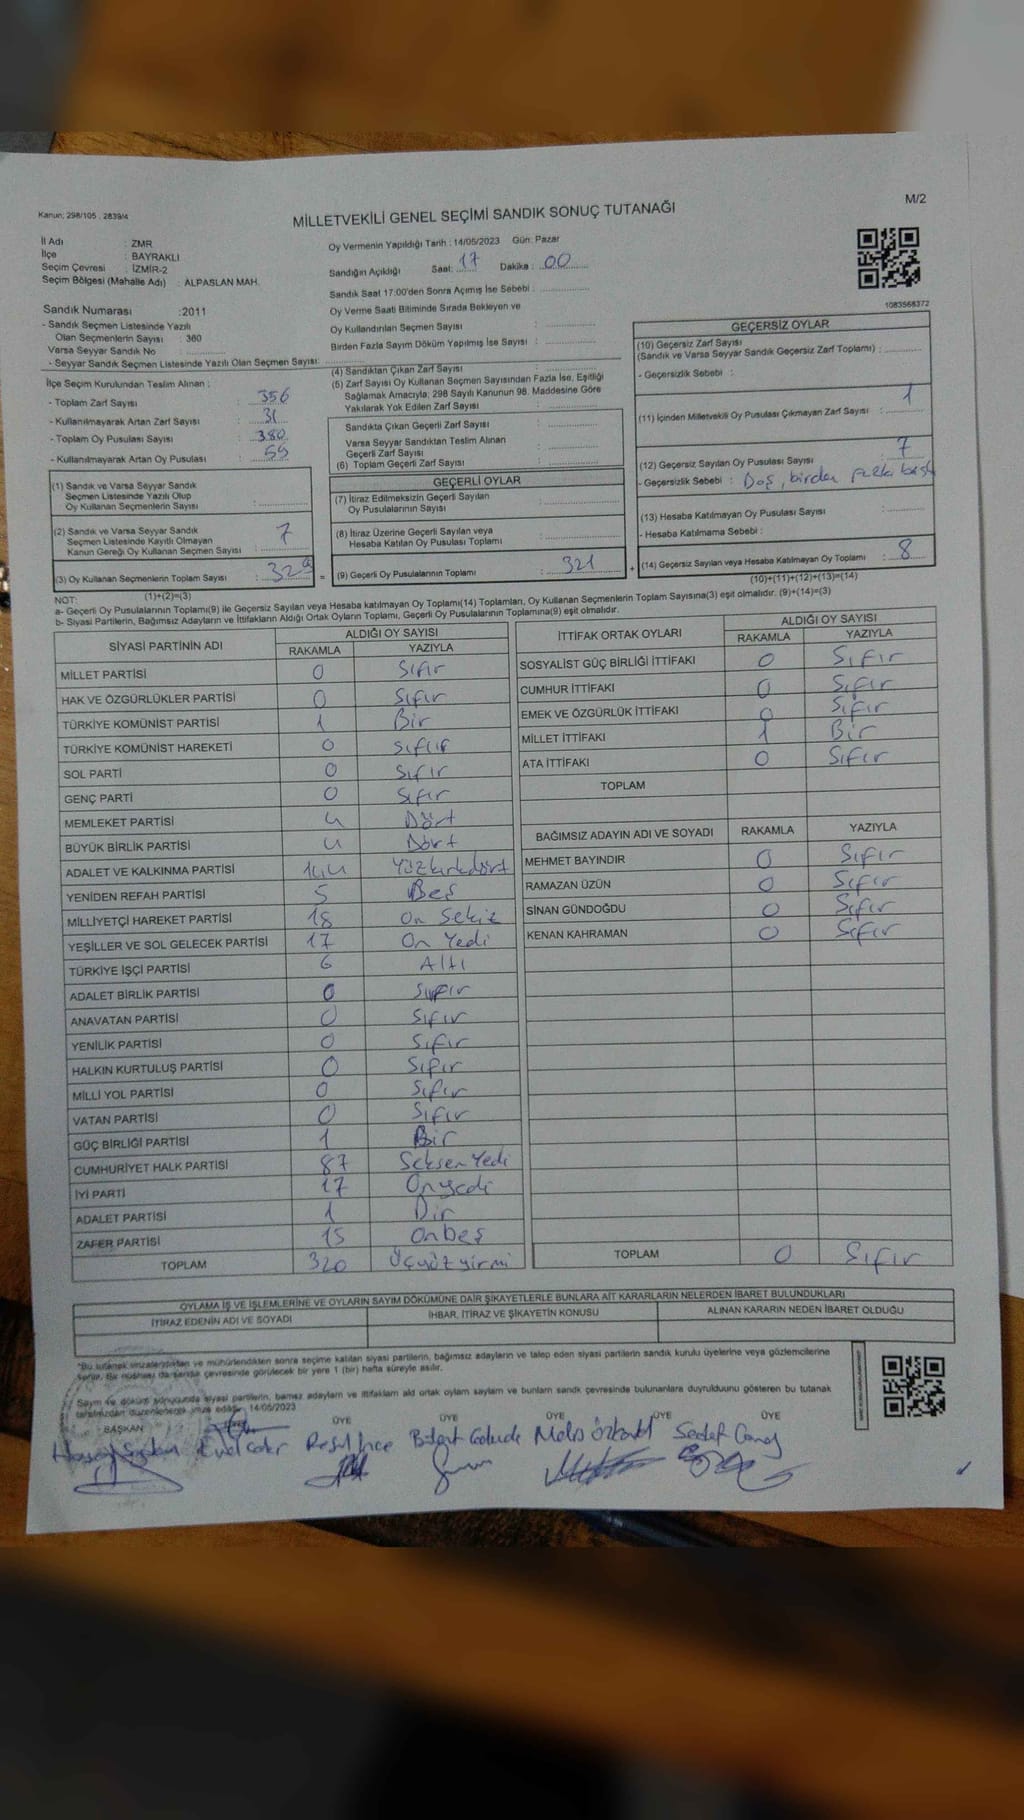 Kanun: 298/105 , 2839/4
M/2
MİLLETVEKİLİ GENEL SEÇİMİ SANDIK SONUÇ TUTANAĞI
İl Adı : ZMR
İlçe : BAYRAKLI
Seçim Çevresi : İZMİR-2
Seçim Bölgesi (Mahalle Adı) : ALPASLAN MAH.
Oy Vermenin Yapıldığı Tarih : 14/05/2023 Gün: Pazar
Sandığın Açıldığı Saat: 17 Dakika : 00
Sandık Saat 17:00'den Sonra Açımış İse Sebebi :
Oy Verme Saati Bitiminde Sırada Bekleyen ve
Oy Kullandırılan Seçmen Sayısı :
Birden Fazla Sayım Döküm Yapılmış İse Sayısı :
1083568372
Sandık Numarası :2011
- Sandık Seçmen Listesinde Yazılı
Olan Seçmenlerin Sayısı : 360
Varsa Seyyar Sandık No :
- Seyyar Sandık Seçmen Listesinde Yazılı Olan Seçmen Sayısı:
İlçe Seçim Kurulundan Teslim Alınan :
- Toplam Zarf Sayısı : 356
- Kullanılmayarak Artan Zarf Sayısı : 31
- Toplam Oy Pusulası Sayısı : 380
- Kullanılmayarak Artan Oy Pusulası : 55
(4) Sandıktan Çıkan Zarf Sayısı :
(5) Zarf Sayısı Oy Kullanan Seçmen Sayısından Fazla İse, Eşitliği
Sağlamak Amacıyla; 298 Sayılı Kanunun 98. Maddesine Göre
Yakılarak Yok Edilen Zarf Sayısı :
Sandıkta Çıkan Geçerli Zarf Sayısı :
Varsa Seyyar Sandıktan Teslim Alınan
Geçerli Zarf Sayısı :
(6) Toplam Geçerli Zarf Sayısı :
GEÇERSİZ OYLAR
(10) Geçersiz Zarf Sayısı
(Sandık ve Varsa Seyyar Sandık Geçersiz Zarf Toplamı) :
- Geçersizlik Sebebi :
(11) İçinden Milletvekili Oy Pusulası Çıkmayan Zarf Sayısı : 1
(12) Geçersiz Sayılan Oy Pusulası Sayısı : 7
- Geçersizlik Sebebi : Boş, birden fazla
(13) Hesaba Katılmayan Oy Pusulası Sayısı :
- Hesaba Katılmama Sebebi :
(14) Geçersiz Sayılan veya Hesaba Katılmayan Oy Toplamı : 8
(10)+(11)+(12)+(13)=(14)
(1) Sandık ve Varsa Seyyar Sandık
Seçmen Listesinde Yazılı Olup
Oy Kullanan Seçmenlerin Sayısı :
(2) Sandık ve Varsa Seyyar Sandık
Seçmen Listesinde Kayıtlı Olmayan
Kanun Gereği Oy Kullanan Seçmen Sayısı : 7
(3) Oy Kullanan Seçmenlerin Toplam Sayısı : 329 =
(1)+(2)=(3)
GEÇERLİ OYLAR
(7) İtiraz Edilmeksizin Geçerli Sayılan
Oy Pusulalarının Sayısı :
(8) İtiraz Üzerine Geçerli Sayılan veya
Hesaba Katılan Oy Pusulası Toplamı :
(9) Geçerli Oy Pusulalarının Toplamı : 321 +
NOT:
a- Geçerli Oy Pusulalarının Toplamı(9) ile Geçersiz Sayılan veya Hesaba katılmayan Oy Toplamı(14) Toplamları, Oy Kullanan Seçmenlerin Toplam Sayısına(3) eşit olmalıdır. (9)+(14)=(3)
b- Siyasi Partilerin, Bağımsız Adayların ve İttifakların Aldığı Ortak Oyların Toplamı, Geçerli Oy Pusulalarının Toplamına(9) eşit olmalıdır.
SİYASİ PARTİNİN ADI ALDIĞI OY SAYISI
RAKAMLA YAZIYLA
MİLLET PARTİSİ 0 Sıfır
HAK VE ÖZGÜRLÜKLER PARTİSİ 0 Sıfır
TÜRKİYE KOMÜNİST PARTİSİ 1 Bir
TÜRKİYE KOMÜNİST HAREKETİ 0 Sıfır
SOL PARTİ 0 Sıfır
GENÇ PARTİ 0 Sıfır
MEMLEKET PARTİSİ 4 Dört
BÜYÜK BİRLİK PARTİSİ 4 Dört
ADALET VE KALKINMA PARTİSİ 144 Yüzkırkdört
YENİDEN REFAH PARTİSİ 5 Beş
MİLLİYETÇİ HAREKET PARTİSİ 18 On Sekiz
YEŞİLLER VE SOL GELECEK PARTİSİ 17 On Yedi
TÜRKİYE İŞÇİ PARTİSİ 6 Altı
ADALET BİRLİK PARTİSİ 0 Sıfır
ANAVATAN PARTİSİ 0 Sıfır
YENİLİK PARTİSİ 0 Sıfır
HALKIN KURTULUŞ PARTİSİ 0 Sıfır
MİLLİ YOL PARTİSİ 0 Sıfır
VATAN PARTİSİ 0 Sıfır
GÜÇ BİRLİĞİ PARTİSİ 1 Bir
CUMHURİYET HALK PARTİSİ 87 Seksen Yedi
İYİ PARTİ 17 Onyedi
ADALET PARTİSİ 1 Bir
ZAFER PARTİSİ 15 Onbeş
TOPLAM 320 Üçyüz yirmi
İTTİFAK ORTAK OYLARI ALDIĞI OY SAYISI
RAKAMLA YAZIYLA
SOSYALİST GÜÇ BİRLİĞİ İTTİFAKI 0 Sıfır
CUMHUR İTTİFAKI 0 Sıfır
EMEK VE ÖZGÜRLÜK İTTİFAKI 0 Sıfır
MİLLET İTTİFAKI 1 Bir
ATA İTTİFAKI 0 Sıfır
TOPLAM
BAĞIMSIZ ADAYIN ADI VE SOYADI RAKAMLA YAZIYLA
MEHMET BAYINDIR 0 Sıfır
RAMAZAN ÜZÜN 0 Sıfır
SİNAN GÜNDOĞDU 0 Sıfır
KENAN KAHRAMAN 0 Sıfır
TOPLAM 0 Sıfır
OYLAMA İŞ VE İŞLEMLERİNE VE OYLARIN SAYIM DÖKÜMÜNE DAİR ŞİKAYETLERLE BUNLARA AİT KARARLARIN NELERDEN İBARET BULUNDUKLARI
İTİRAZ EDENİN ADI VE SOYADI İHBAR, İTİRAZ VE ŞİKAYETİN KONUSU ALINAN KARARIN NEDEN İBARET OLDUĞU
"Bu tutanak imzalandıktan ve mühürlendikten sonra seçime katılan siyasi partilerin, bağımsız adayların ve talep eden siyasi partilerin sandık kurulu üyelerine veya gözlemcilerine
verilir. Bir nüshası da sandık çevresinde görülecek bir yere 1 (bir) hafta süreyle asılır.
Sayım ve döküm sonucunda siyasi partilerin, bamsz adaylarn ve ittifaklarn ald ortak oylarn saylarn ve bunlarn sandk çevresinde bulunanlara duyrulduunu gösteren bu tutanak
tarafmızdan düzenlenerek imza edildi. 14/05/2023
BAŞKAN ÜYE ÜYE ÜYE ÜYE ÜYE
Resul İnce Melis Sedef